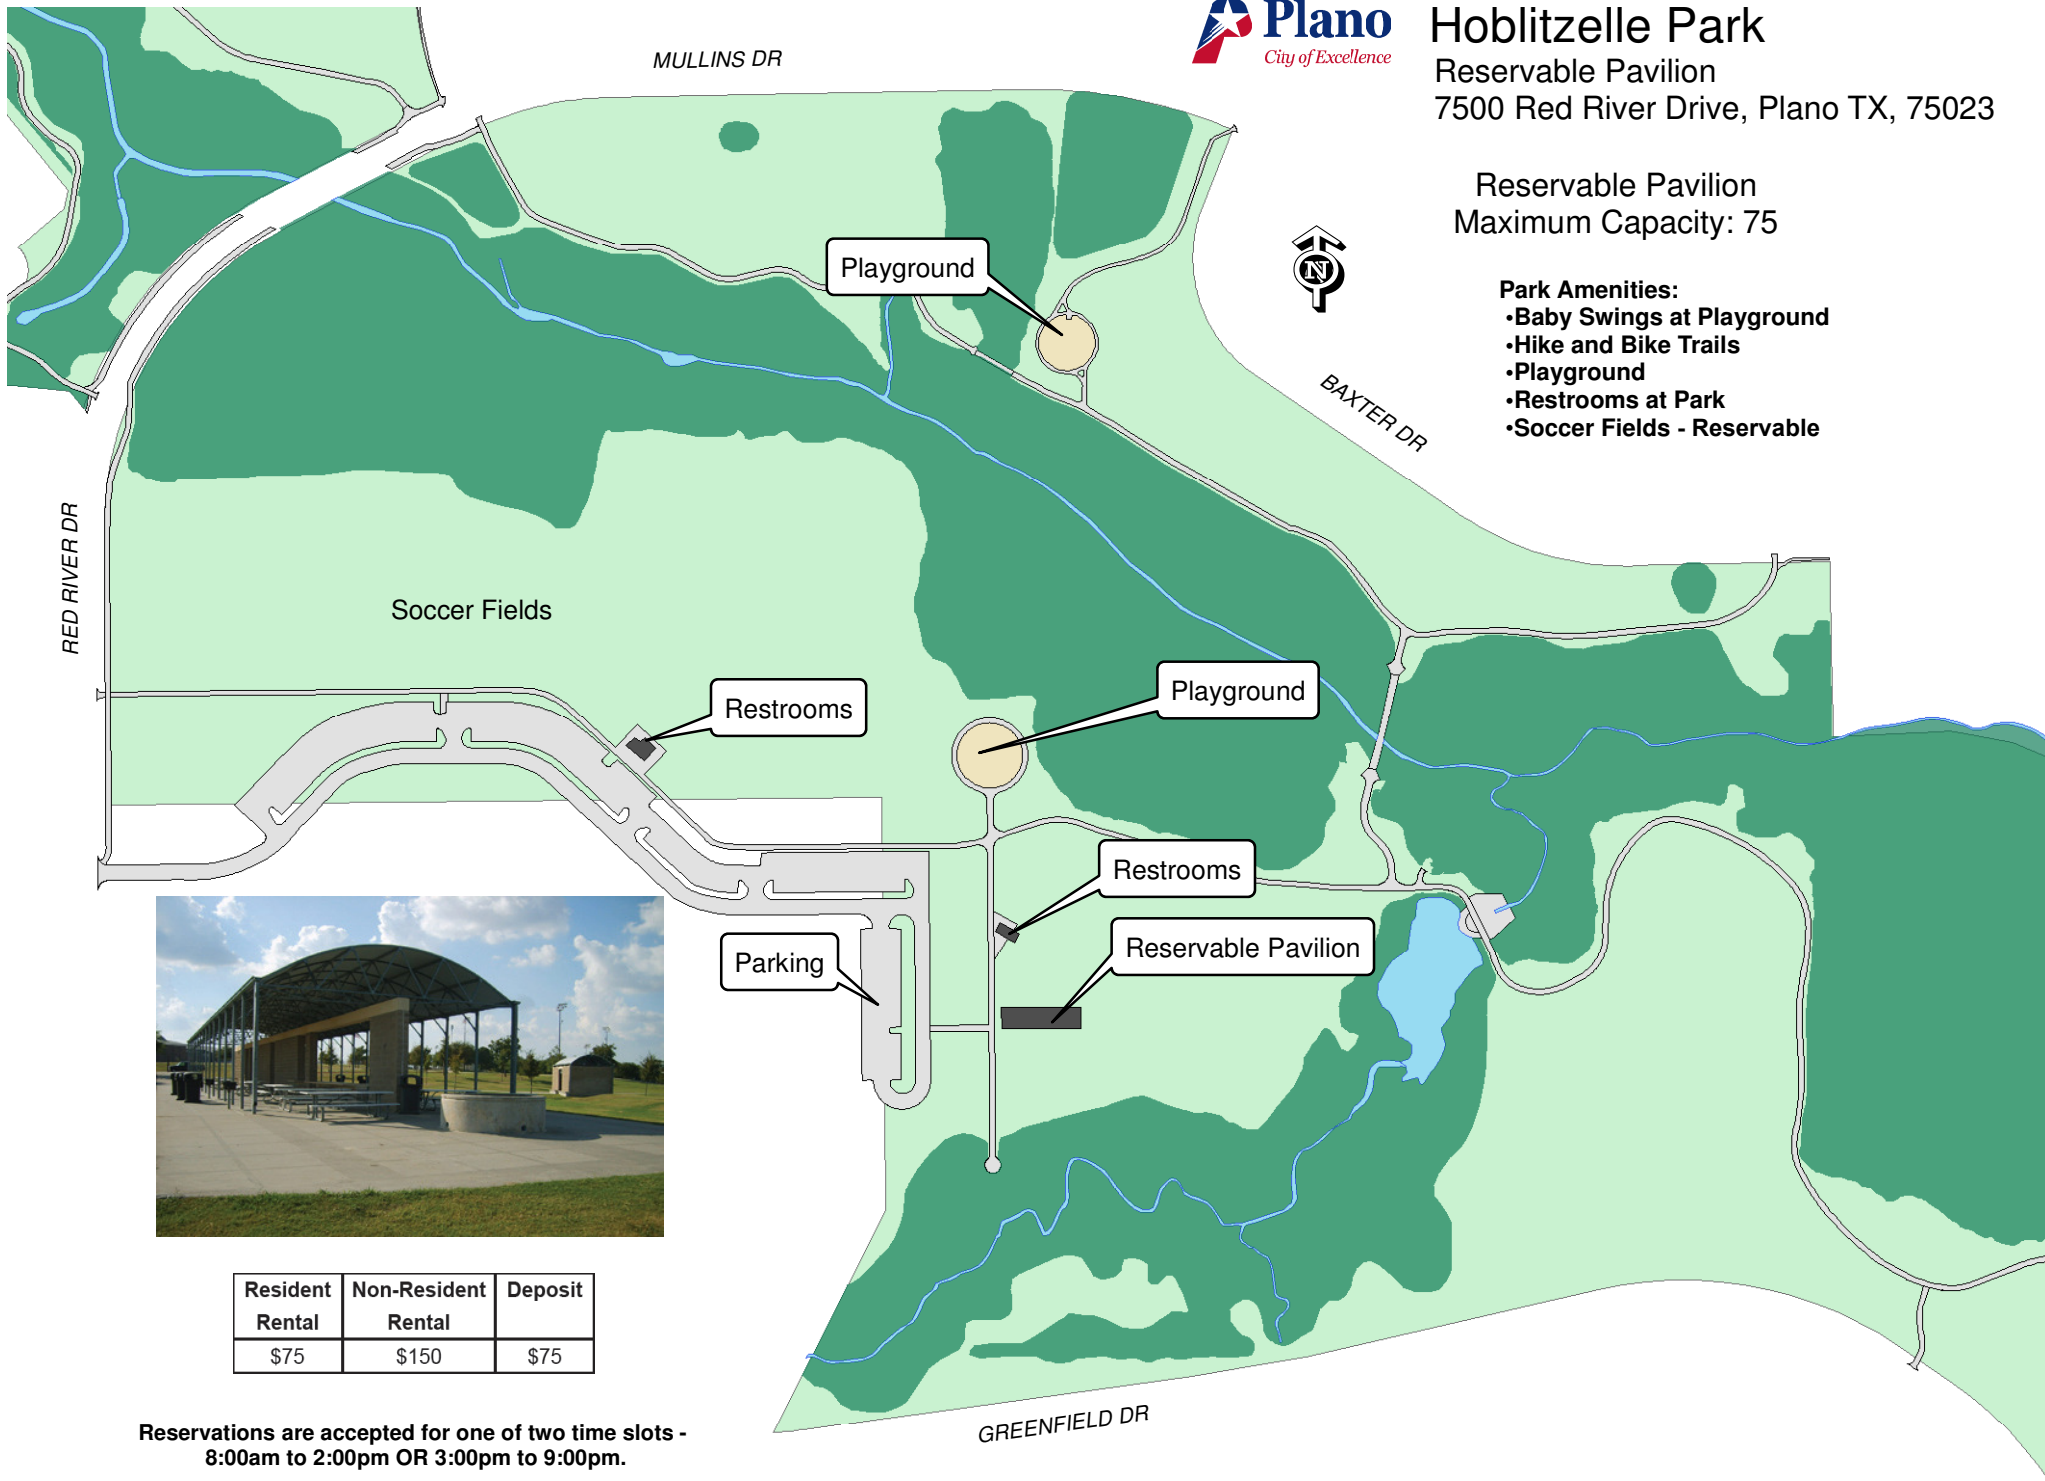 Plano
City of Excellence
Hoblitzelle Park
Reservable Pavilion
7500 Red River Drive, Plano TX, 75023
Reservable Pavilion
Maximum Capacity: 75
N
Park Amenities:
•Baby Swings at Playground
•Hike and Bike Trails
•Playground
•Restrooms at Park
•Soccer Fields - Reservable
MULLINS DR
Playground
BAXTER DR
RED RIVER DR
Soccer Fields
Playground
Restrooms
Restrooms
Reservable Pavilion
Parking
Resident Rental
Non-Resident Rental
Deposit
$75
$150
$75
GREENFIELD DR
Reservations are accepted for one of two time slots -
8:00am to 2:00pm OR 3:00pm to 9:00pm.